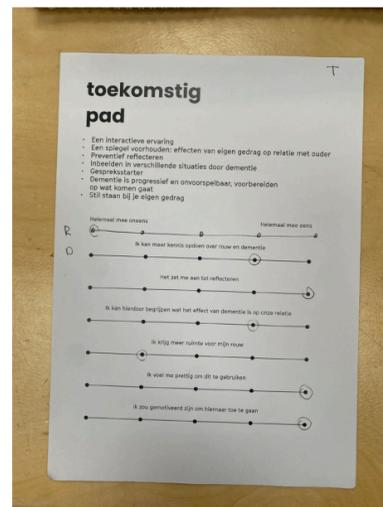 T
toekomstig
pad
- Een interactieve ervaring
- Een spiegel voorhouden: effecten van eigen gedrag op relatie met ouder
- Preventief reflecteren
- Inbeelden in verschillende situaties door dementie
- Gespreksstarter
- Dementie is progressief en onvoorspelbaar, voorbereiden
op wat komen gaat
- Stil staan bij je eigen gedrag
Helemaal mee oneens Helemaal mee eens
R
Ik kan meer kennis opdoen over rouw en dementie
D
Het zet me aan tot reflecteren
Ik kan hierdoor begrijpen wat het effect van dementie is op onze relatie
Ik krijg meer ruimte voor mijn rouw
Ik voel me prettig om dit te gebruiken
Ik zou gemotiveerd zijn om hiernaar toe te gaan